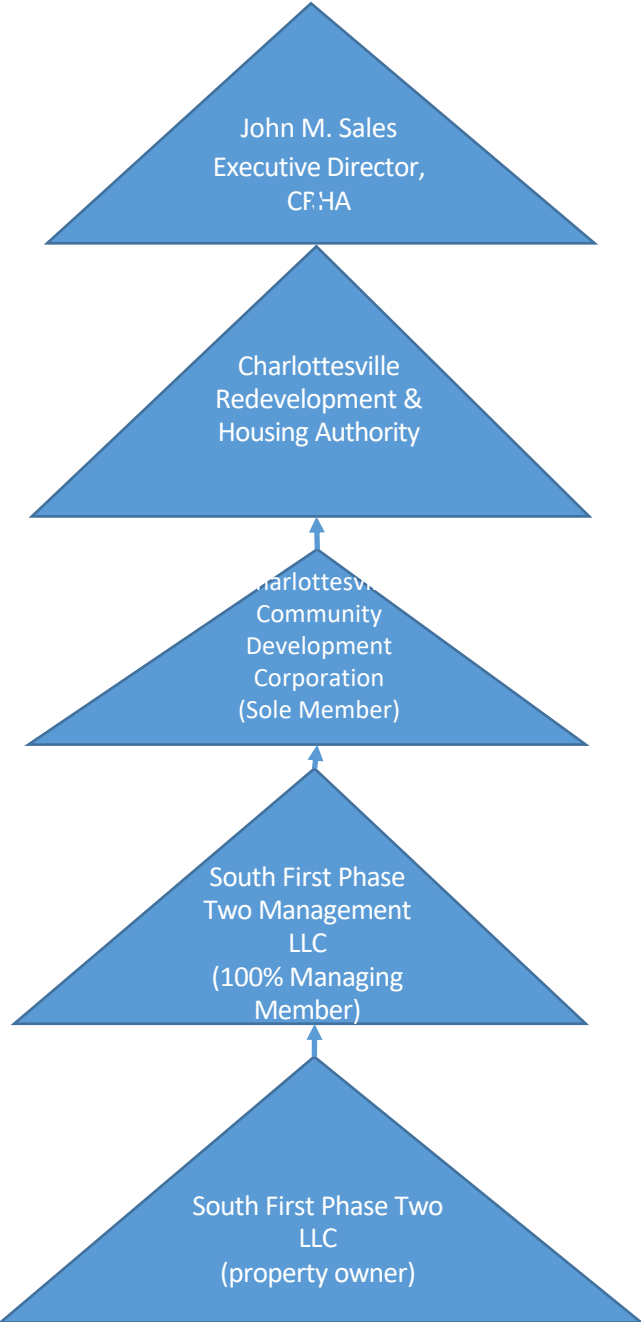 John M. Sales
Executive Director,
CRHA
Charlottesville
Redevelopment &
Housing Authority
Charlottesville
Community
Development
Corporation
(Sole Member)
South First Phase
Two Management
LLC
(100% Managing
Member)
South First Phase Two
LLC
(property owner)